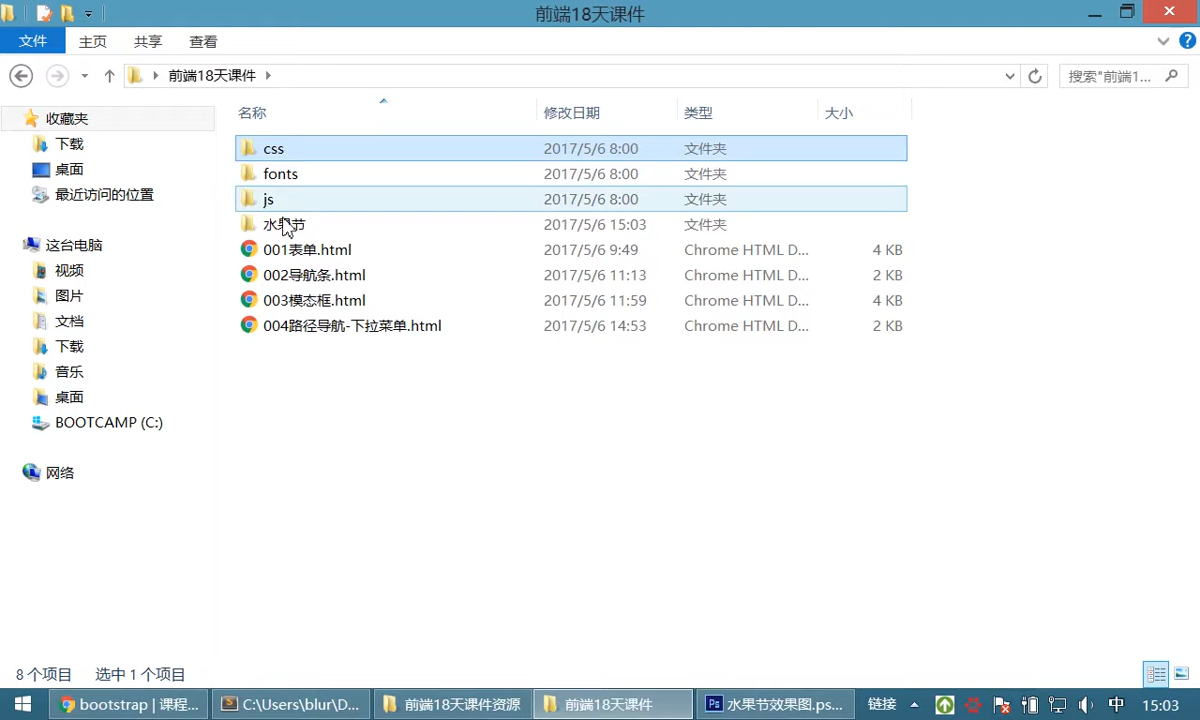 前端18天课件
文件 主页 共享 查看
前端18天课件 搜索"前端1...
名称 修改日期 类型 大小
收藏夹
下载
桌面
最近访问的位置
这台电脑
视频
图片
文档
下载
音乐
桌面
BOOTCAMP (C:)
网络
css 2017/5/6 8:00 文件夹
fonts 2017/5/6 8:00 文件夹
js 2017/5/6 8:00 文件夹
水果节 2017/5/6 15:03 文件夹
001表单.html 2017/5/6 9:49 Chrome HTML D... 4 KB
002导航条.html 2017/5/6 11:13 Chrome HTML D... 2 KB
003模态框.html 2017/5/6 11:59 Chrome HTML D... 4 KB
004路径导航-下拉菜单.html 2017/5/6 14:53 Chrome HTML D... 2 KB
8 个项目 选中 1 个项目
bootstrap | 课程... C:\Users\blur\D... 前端18天课件资源 前端18天课件 Ps 水果节效果图.ps... 链接 中 15:03